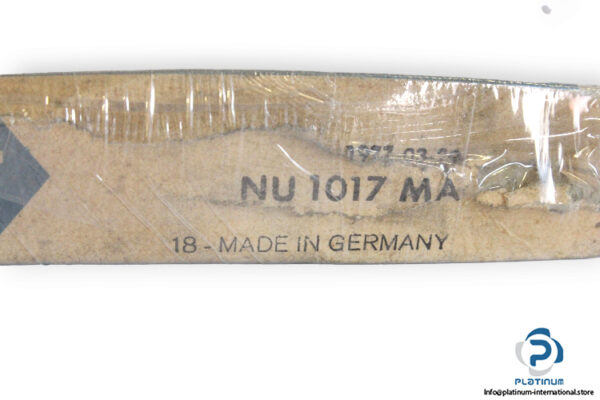 NU 1017 MA
18 - MADE IN GERMANY
PLATINUM
Info@platinum-international.store